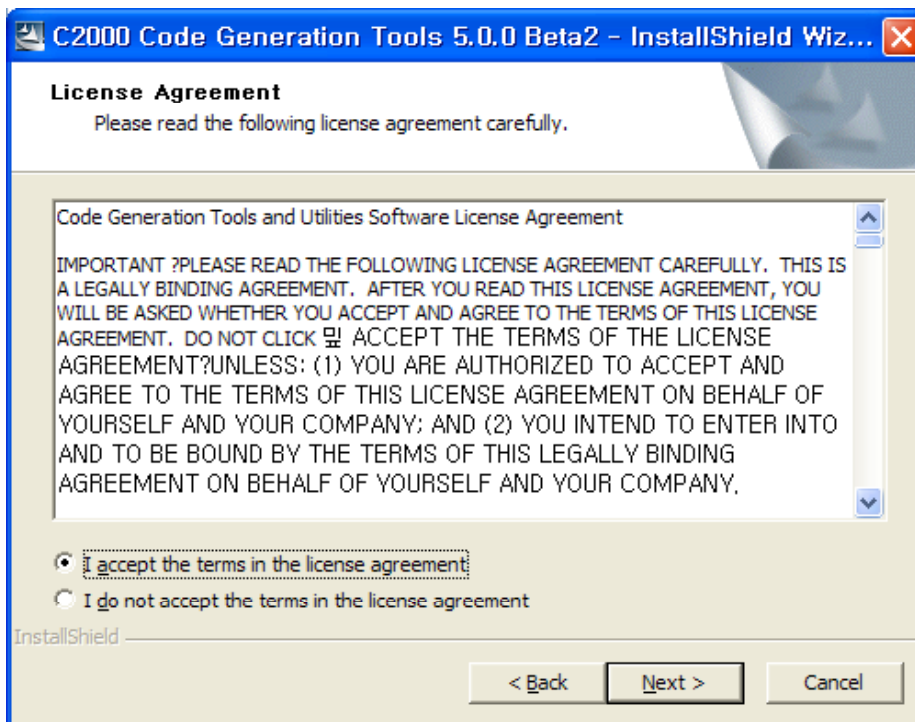 C2000 Code Generation Tools 5.0.0 Beta2 - InstallShield Wiz...
License Agreement
Please read the following license agreement carefully.
Code Generation Tools and Utilities Software License Agreement
IMPORTANT ?PLEASE READ THE FOLLOWING LICENSE AGREEMENT CAREFULLY.  THIS IS
A LEGALLY BINDING AGREEMENT.  AFTER YOU READ THIS LICENSE AGREEMENT, YOU
WILL BE ASKED WHETHER YOU ACCEPT AND AGREE TO THE TERMS OF THIS LICENSE
AGREEMENT.  DO NOT CLICK 밒 ACCEPT THE TERMS OF THE LICENSE
AGREEMENT?UNLESS: (1) YOU ARE AUTHORIZED TO ACCEPT AND
AGREE TO THE TERMS OF THIS LICENSE AGREEMENT ON BEHALF OF
YOURSELF AND YOUR COMPANY; AND (2) YOU INTEND TO ENTER INTO
AND TO BE BOUND BY THE TERMS OF THIS LEGALLY BINDING
AGREEMENT ON BEHALF OF YOURSELF AND YOUR COMPANY.
I accept the terms in the license agreement
I do not accept the terms in the license agreement
InstallShield
< Back
Next >
Cancel